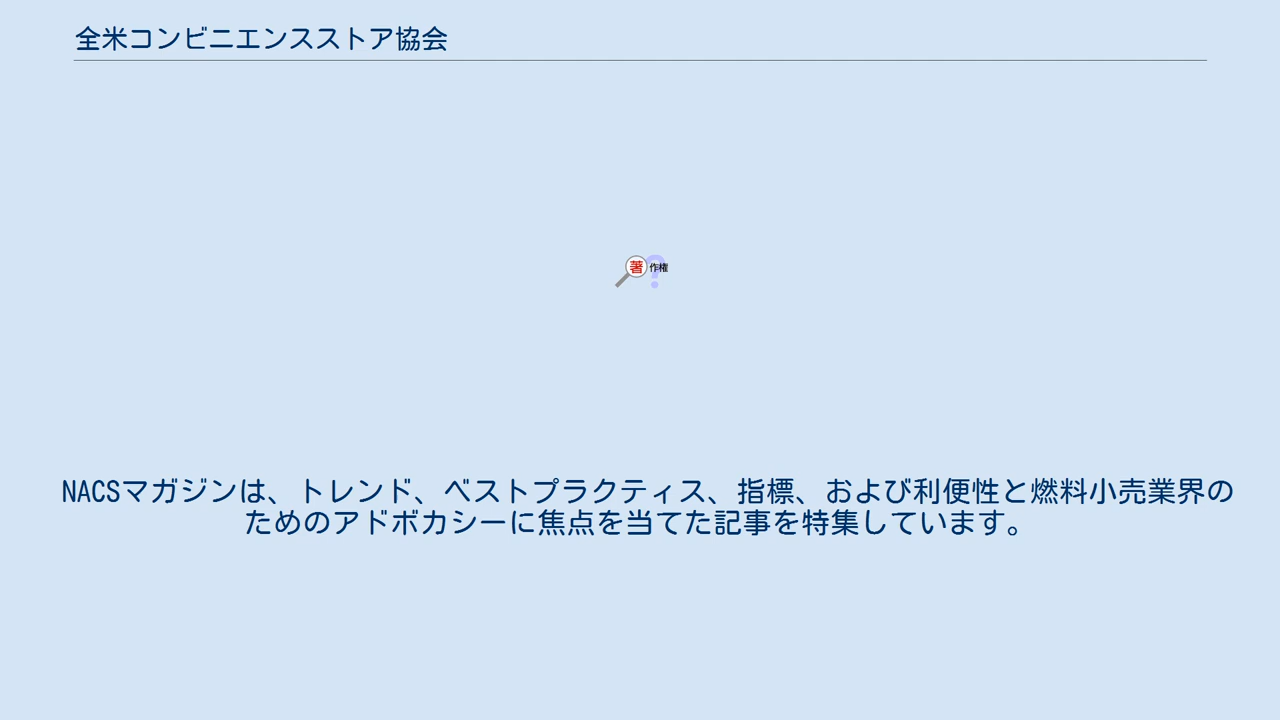 全米コンビニエンスストア協会
著作権
NACSマガジンは、トレンド、ベストプラクティス、指標、および利便性と燃料小売業界の
ためのアドボカシーに焦点を当てた記事を特集しています。